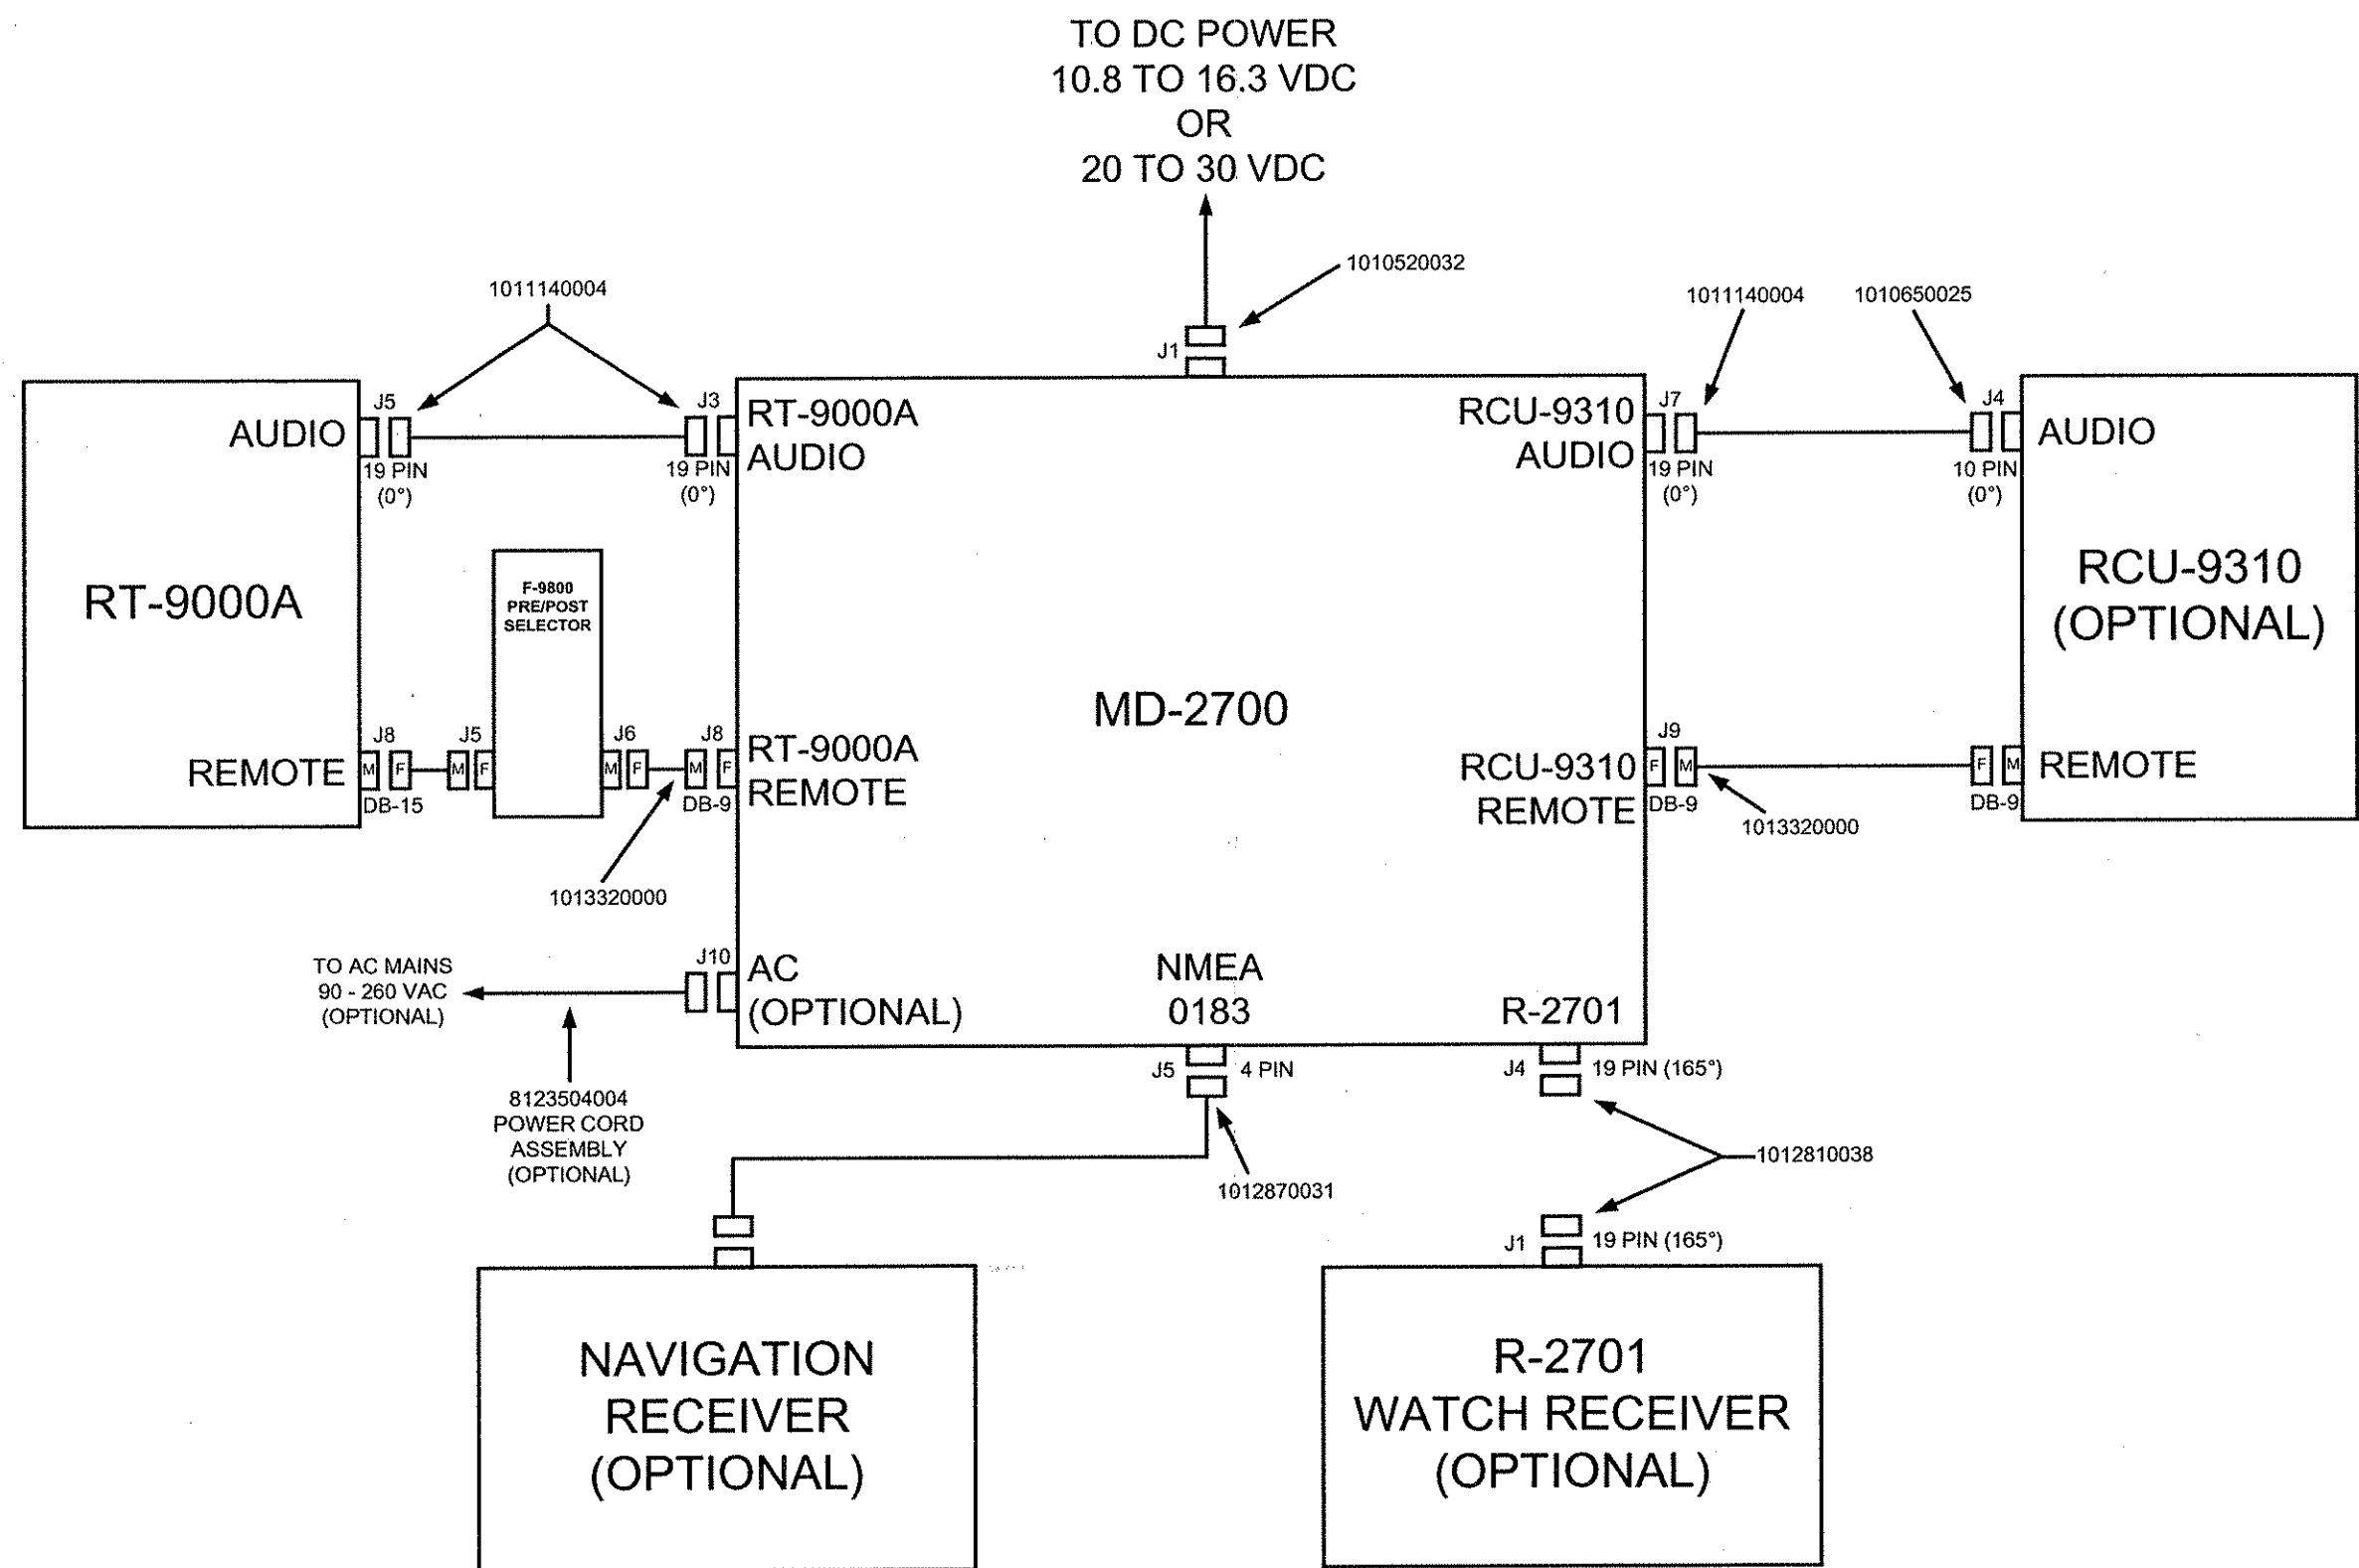 TO DC POWER
10.8 TO 16.3 VDC
OR
20 TO 30 VDC
1010520032
J1
1011140004
1011140004
1010650025
J5
19 PIN
(0°)
J3
19 PIN
(0°)
AUDIO
RT-9000A
REMOTE
J8
M
F
DB-15
J5
M
F
F-9800
PRE/POST
SELECTOR
J6
M
F
J8
M
F
DB-9
1013320000
RT-9000A
AUDIO
RT-9000A
REMOTE
MD-2700
RCU-9310
AUDIO
RCU-9310
REMOTE
J7
19 PIN
(0°)
J4
10 PIN
(0°)
AUDIO
RCU-9310
(OPTIONAL)
REMOTE
J9
F
M
DB-9
1013320000
F
M
DB-9
TO AC MAINS
90 - 260 VAC
(OPTIONAL)
J10
AC
(OPTIONAL)
8123504004
POWER CORD
ASSEMBLY
(OPTIONAL)
NMEA
0183
R-2701
J5
4 PIN
1012870031
J4
19 PIN (165°)
1012810038
J1
19 PIN (165°)
NAVIGATION
RECEIVER
(OPTIONAL)
R-2701
WATCH RECEIVER
(OPTIONAL)